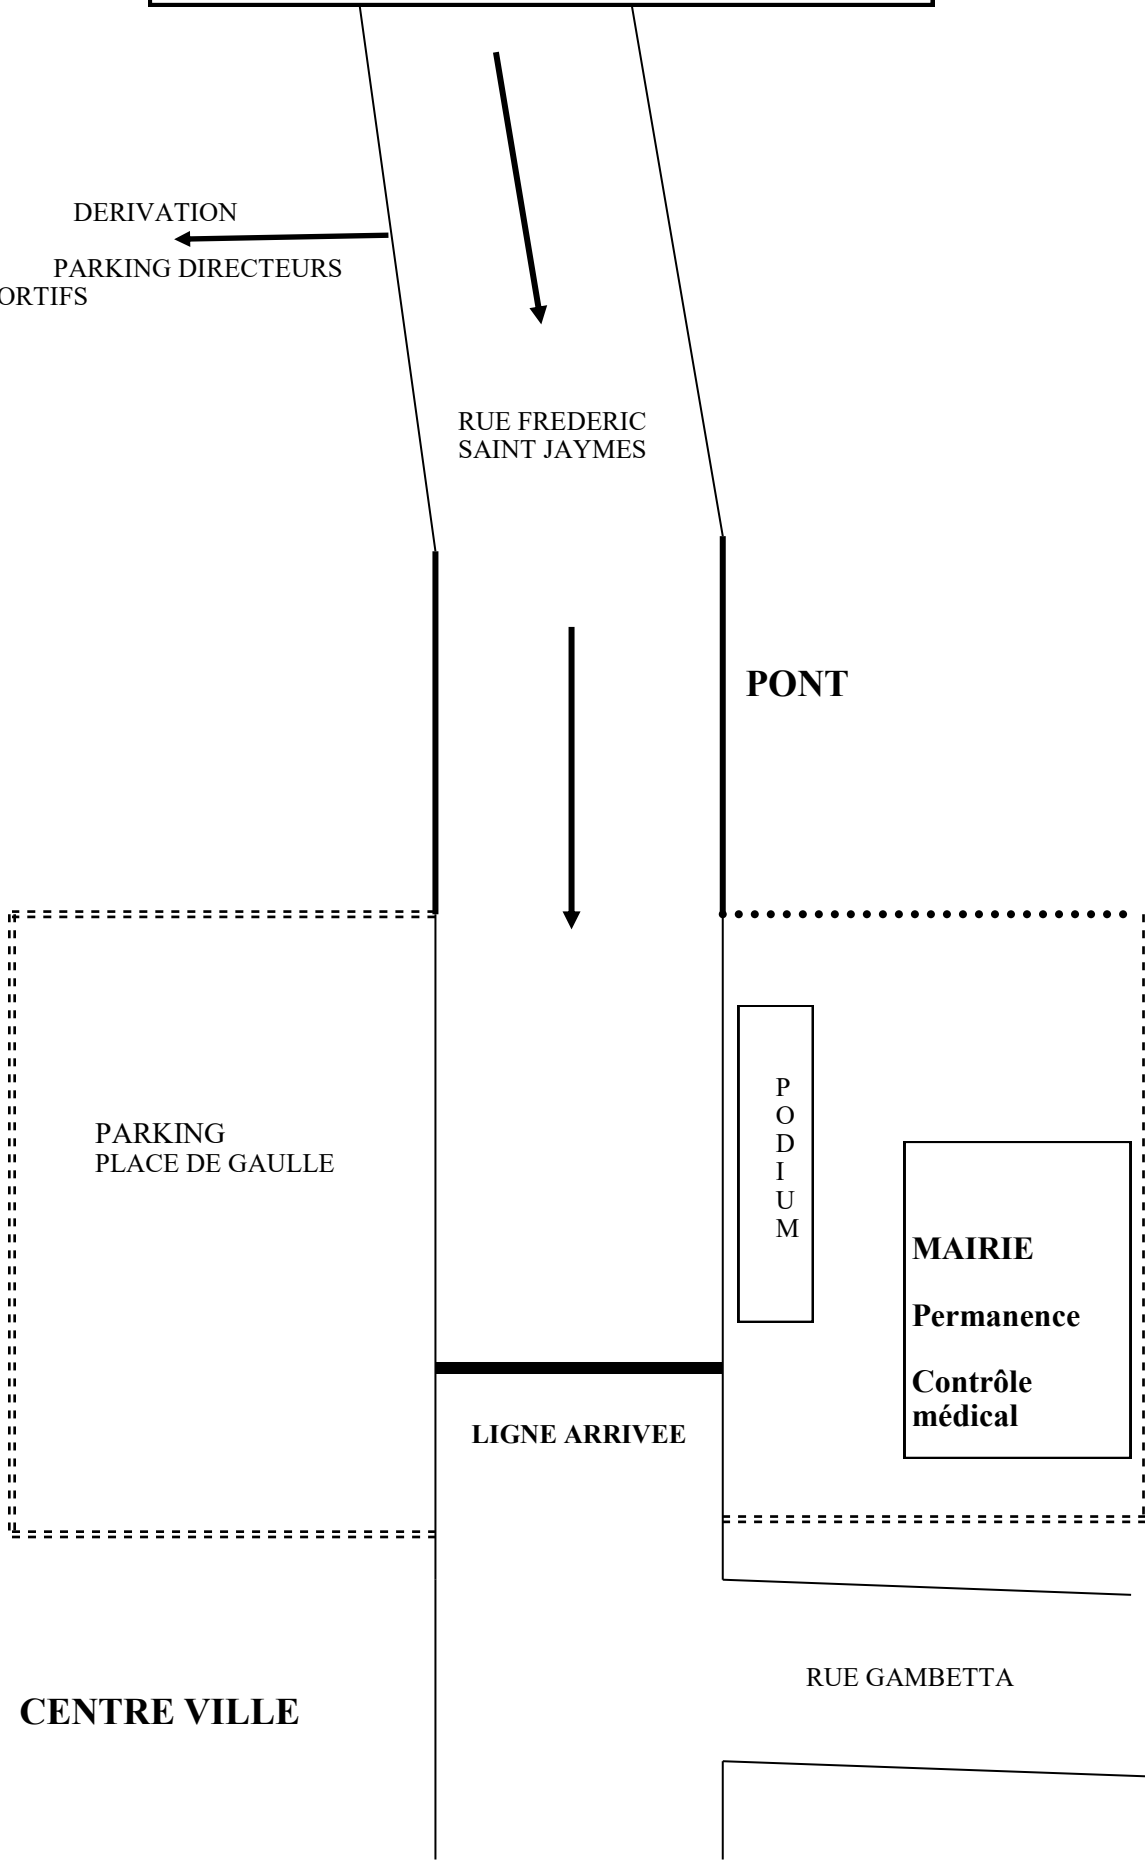 DERIVATION
PARKING DIRECTEURS
ORTIFS
RUE FREDERIC
SAINT JAYMES
PONT
PARKING
PLACE DE GAULLE
P
O
D
I
U
M
MAIRIE
Permanence
Contrôle
médical
LIGNE ARRIVEE
RUE GAMBETTA
CENTRE VILLE